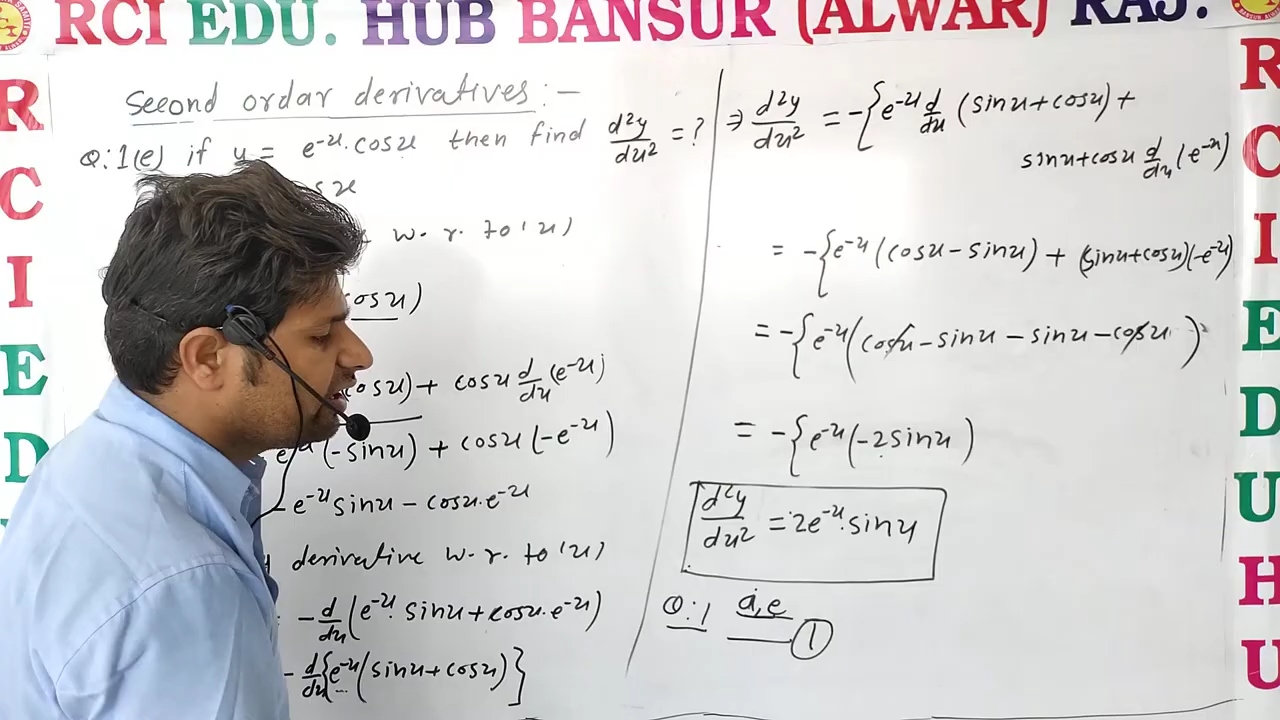 RCI EDU. HUB BANSUR (ALWAR) RAJ.
R
C
I
E
D
Second ordar derivatives :-
Q:1(e) if y = e^-x . cosx then find d²y/dx² = ?
sx
w. r. to (x)
cosx)
cosx) + cosx d/dx (e^-x)
(-sinx) + cosx (-e^-x)
e^-x sinx - cosx . e^-x
derivative w. r. to (x)
- d/dx (e^-x sinx + cosx . e^-x)
- d/dx {e^-x (sinx + cosx)}
⇒ d²y/dx² = -{e^-x d/dx (sinx + cosx) +
sinx + cosx d/dx (e^-x)
= -{e^-x (cosx - sinx) + (sinx + cosx)(-e^-x)
= -{e^-x (cosx - sinx - sinx - cosx)
= -{e^-x (-2sinx)
d²y/dx² = 2e^-x . sinx
Q:1 a,e
1
R
C
I
E
D
U
H
U